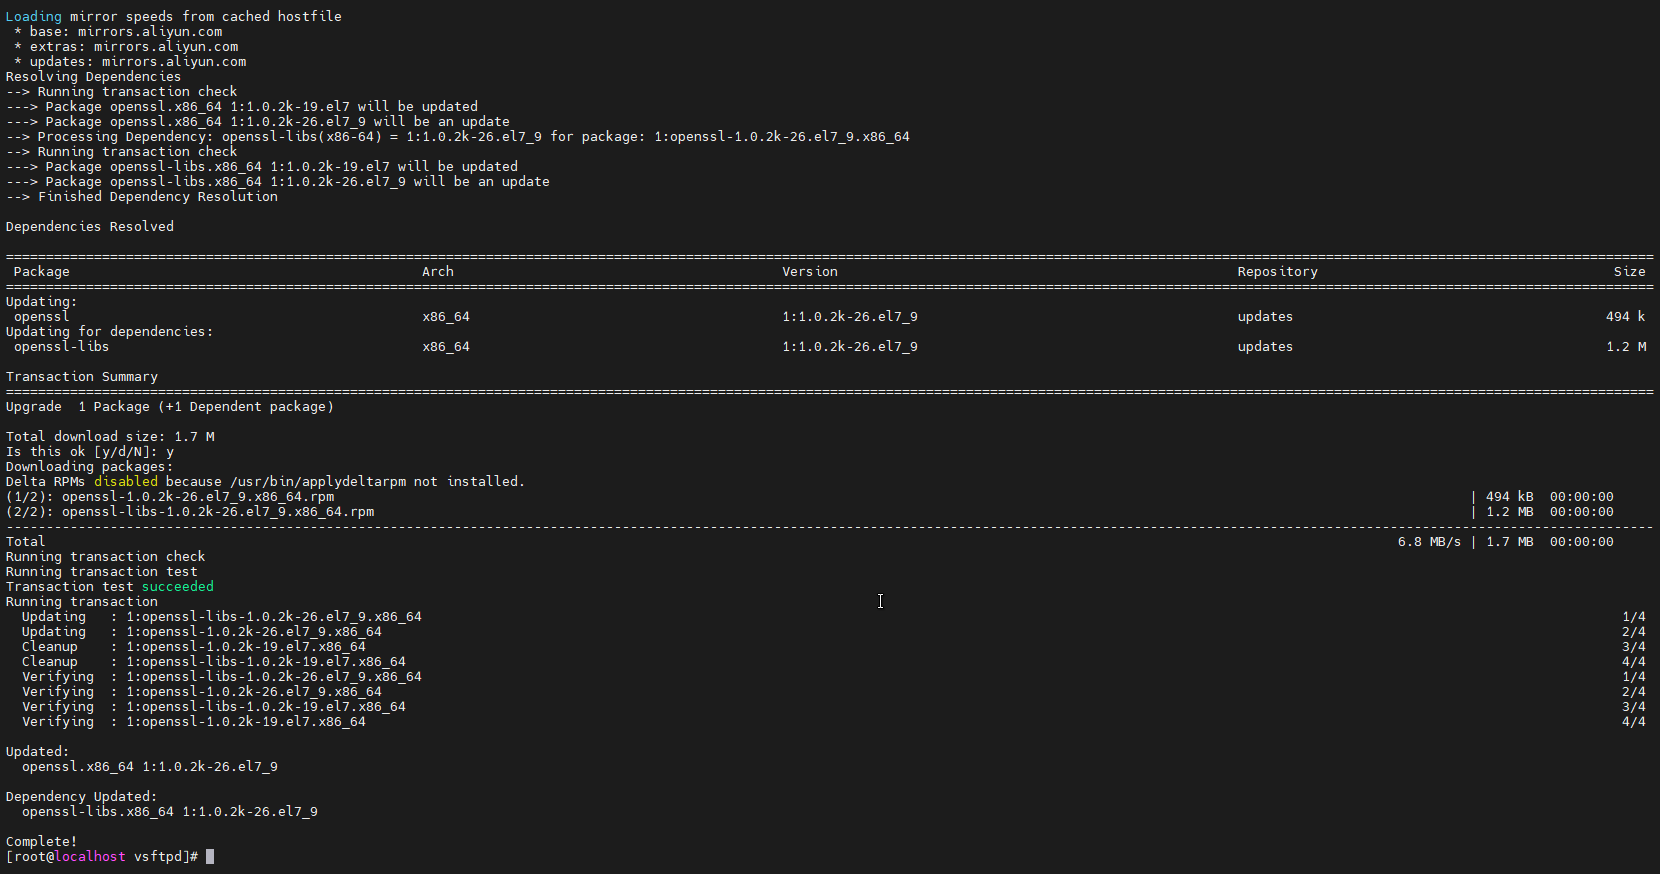 Loading mirror speeds from cached hostfile
 * base: mirrors.aliyun.com
 * extras: mirrors.aliyun.com
 * updates: mirrors.aliyun.com
Resolving Dependencies
--> Running transaction check
---> Package openssl.x86_64 1:1.0.2k-19.el7 will be updated
---> Package openssl.x86_64 1:1.0.2k-26.el7_9 will be an update
--> Processing Dependency: openssl-libs(x86-64) = 1:1.0.2k-26.el7_9 for package: 1:openssl-1.0.2k-26.el7_9.x86_64
--> Running transaction check
---> Package openssl-libs.x86_64 1:1.0.2k-19.el7 will be updated
---> Package openssl-libs.x86_64 1:1.0.2k-26.el7_9 will be an update
--> Finished Dependency Resolution
Dependencies Resolved
Package Arch Version Repository Size
Updating:
openssl x86_64 1:1.0.2k-26.el7_9 updates 494 k
Updating for dependencies:
openssl-libs x86_64 1:1.0.2k-26.el7_9 updates 1.2 M
Transaction Summary
Upgrade  1 Package (+1 Dependent package)
Total download size: 1.7 M
Is this ok [y/d/N]: y
Downloading packages:
Delta RPMs disabled because /usr/bin/applydeltarpm not installed.
(1/2): openssl-1.0.2k-26.el7_9.x86_64.rpm | 494 kB  00:00:00
(2/2): openssl-libs-1.0.2k-26.el7_9.x86_64.rpm | 1.2 MB  00:00:00
Total 6.8 MB/s | 1.7 MB  00:00:00
Running transaction check
Running transaction test
Transaction test succeeded
Running transaction
  Updating   : 1:openssl-libs-1.0.2k-26.el7_9.x86_64 1/4
  Updating   : 1:openssl-1.0.2k-26.el7_9.x86_64 2/4
  Cleanup    : 1:openssl-1.0.2k-19.el7.x86_64 3/4
  Cleanup    : 1:openssl-libs-1.0.2k-19.el7.x86_64 4/4
  Verifying  : 1:openssl-libs-1.0.2k-26.el7_9.x86_64 1/4
  Verifying  : 1:openssl-1.0.2k-26.el7_9.x86_64 2/4
  Verifying  : 1:openssl-libs-1.0.2k-19.el7.x86_64 3/4
  Verifying  : 1:openssl-1.0.2k-19.el7.x86_64 4/4
Updated:
  openssl.x86_64 1:1.0.2k-26.el7_9
Dependency Updated:
  openssl-libs.x86_64 1:1.0.2k-26.el7_9
Complete!
[root@localhost vsftpd]#